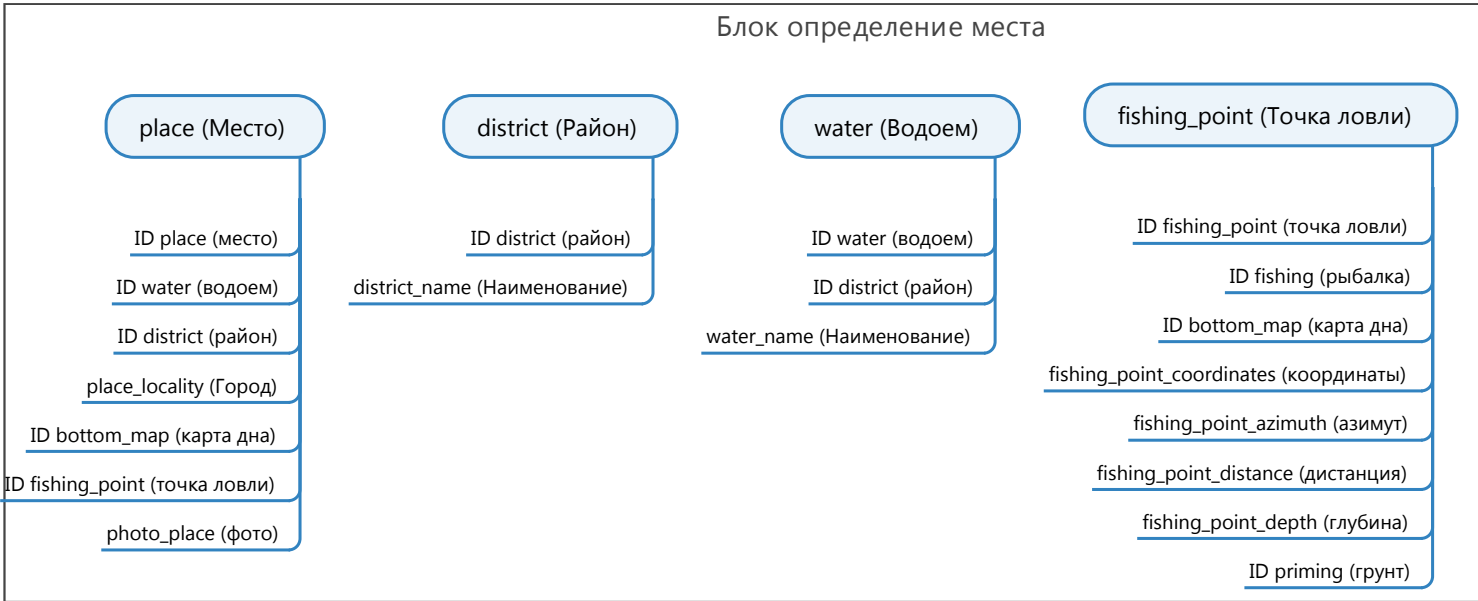 Блок определение места
place (Место)
ID place (место)
ID water (водоем)
ID district (район)
place_locality (Город)
ID bottom_map (карта дна)
ID fishing_point (точка ловли)
photo_place (фото)
district (Район)
ID district (район)
district_name (Наименование)
water (Водоем)
ID water (водоем)
ID district (район)
water_name (Наименование)
fishing_point (Точка ловли)
ID fishing_point (точка ловли)
ID fishing (рыбалка)
ID bottom_map (карта дна)
fishing_point_coordinates (координаты)
fishing_point_azimuth (азимут)
fishing_point_distance (дистанция)
fishing_point_depth (глубина)
ID priming (грунт)